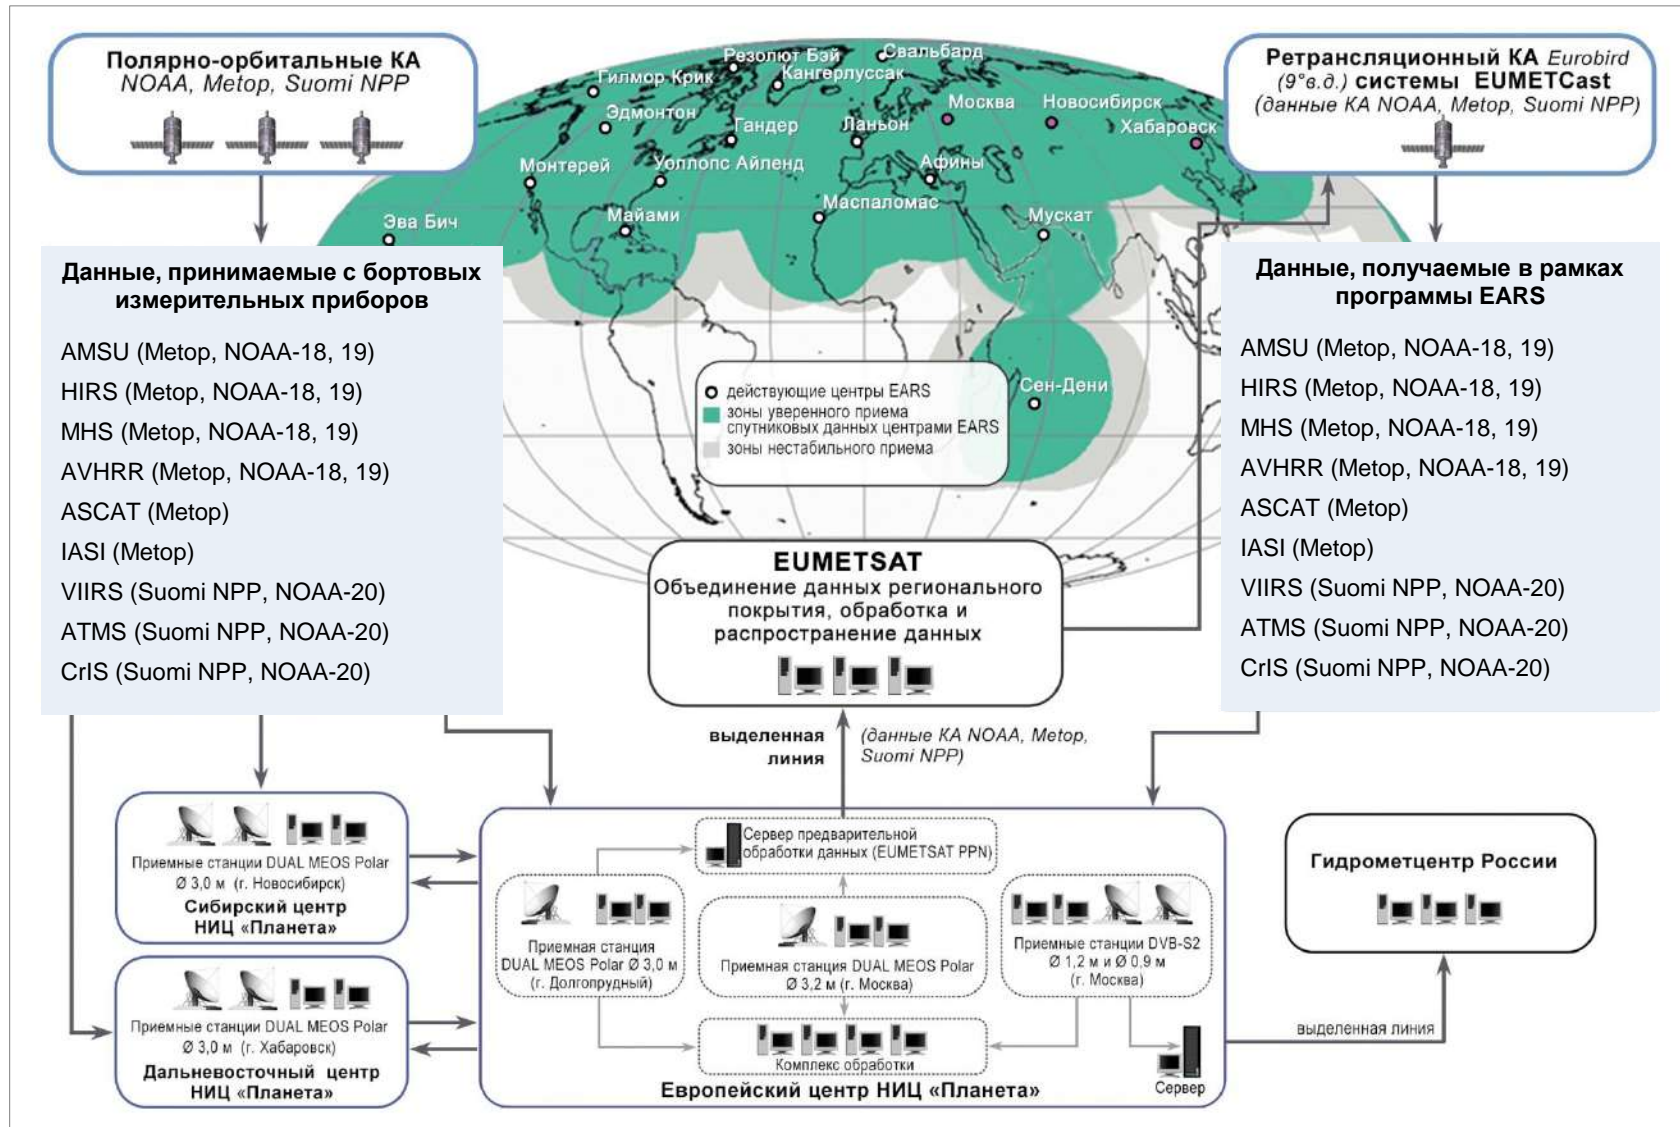 Полярно-орбитальные КА
NOAA, Metop, Suomi NPP
Ретрансляционный КА Eurobird
(9°в.д.) системы EUMETCast
(данные КА NOAA, Metop, Suomi NPP)
Резолют Бэй
Свальбард
Гилмор Крик
Кангерлуссак
Эдмонтон
Гандер
Ланьон
Москва
Новосибирск
Хабаровск
Монтерей
Уоллопс Айленд
Афины
Маспаломас
Эва Бич
Майами
Мускат
Сен-Дени
Данные, принимаемые с бортовых
измерительных приборов
AMSU (Metop, NOAA-18, 19)
HIRS (Metop, NOAA-18, 19)
MHS (Metop, NOAA-18, 19)
AVHRR (Metop, NOAA-18, 19)
ASCAT (Metop)
IASI (Metop)
VIIRS (Suomi NPP, NOAA-20)
ATMS (Suomi NPP, NOAA-20)
CrIS (Suomi NPP, NOAA-20)
действующие центры EARS
зоны уверенного приема
спутниковых данных центрами EARS
зоны нестабильного приема
Данные, получаемые в рамках
программы EARS
AMSU (Metop, NOAA-18, 19)
HIRS (Metop, NOAA-18, 19)
MHS (Metop, NOAA-18, 19)
AVHRR (Metop, NOAA-18, 19)
ASCAT (Metop)
IASI (Metop)
VIIRS (Suomi NPP, NOAA-20)
ATMS (Suomi NPP, NOAA-20)
CrIS (Suomi NPP, NOAA-20)
EUMETSAT
Объединение данных регионального
покрытия, обработка и
распространение данных
выделенная
линия
(данные КА NOAA, Metop,
Suomi NPP)
Приемные станции DUAL MEOS Polar
Ø 3,0 м (г. Новосибирск)
Сибирский центр
НИЦ «Планета»
Приемные станции DUAL MEOS Polar
Ø 3,0 м (г. Хабаровск)
Дальневосточный центр
НИЦ «Планета»
Сервер предварительной
обработки данных (EUMETSAT PPN)
Приемная станция
DUAL MEOS Polar Ø 3,0 м
(г. Долгопрудный)
Приемная станция DUAL MEOS Polar
Ø 3,2 м (г. Москва)
Приемные станции DVB-S2
Ø 1,2 м и Ø 0,9 м
(г. Москва)
Комплекс обработки
Сервер
Европейский центр НИЦ «Планета»
выделенная линия
Гидрометцентр России